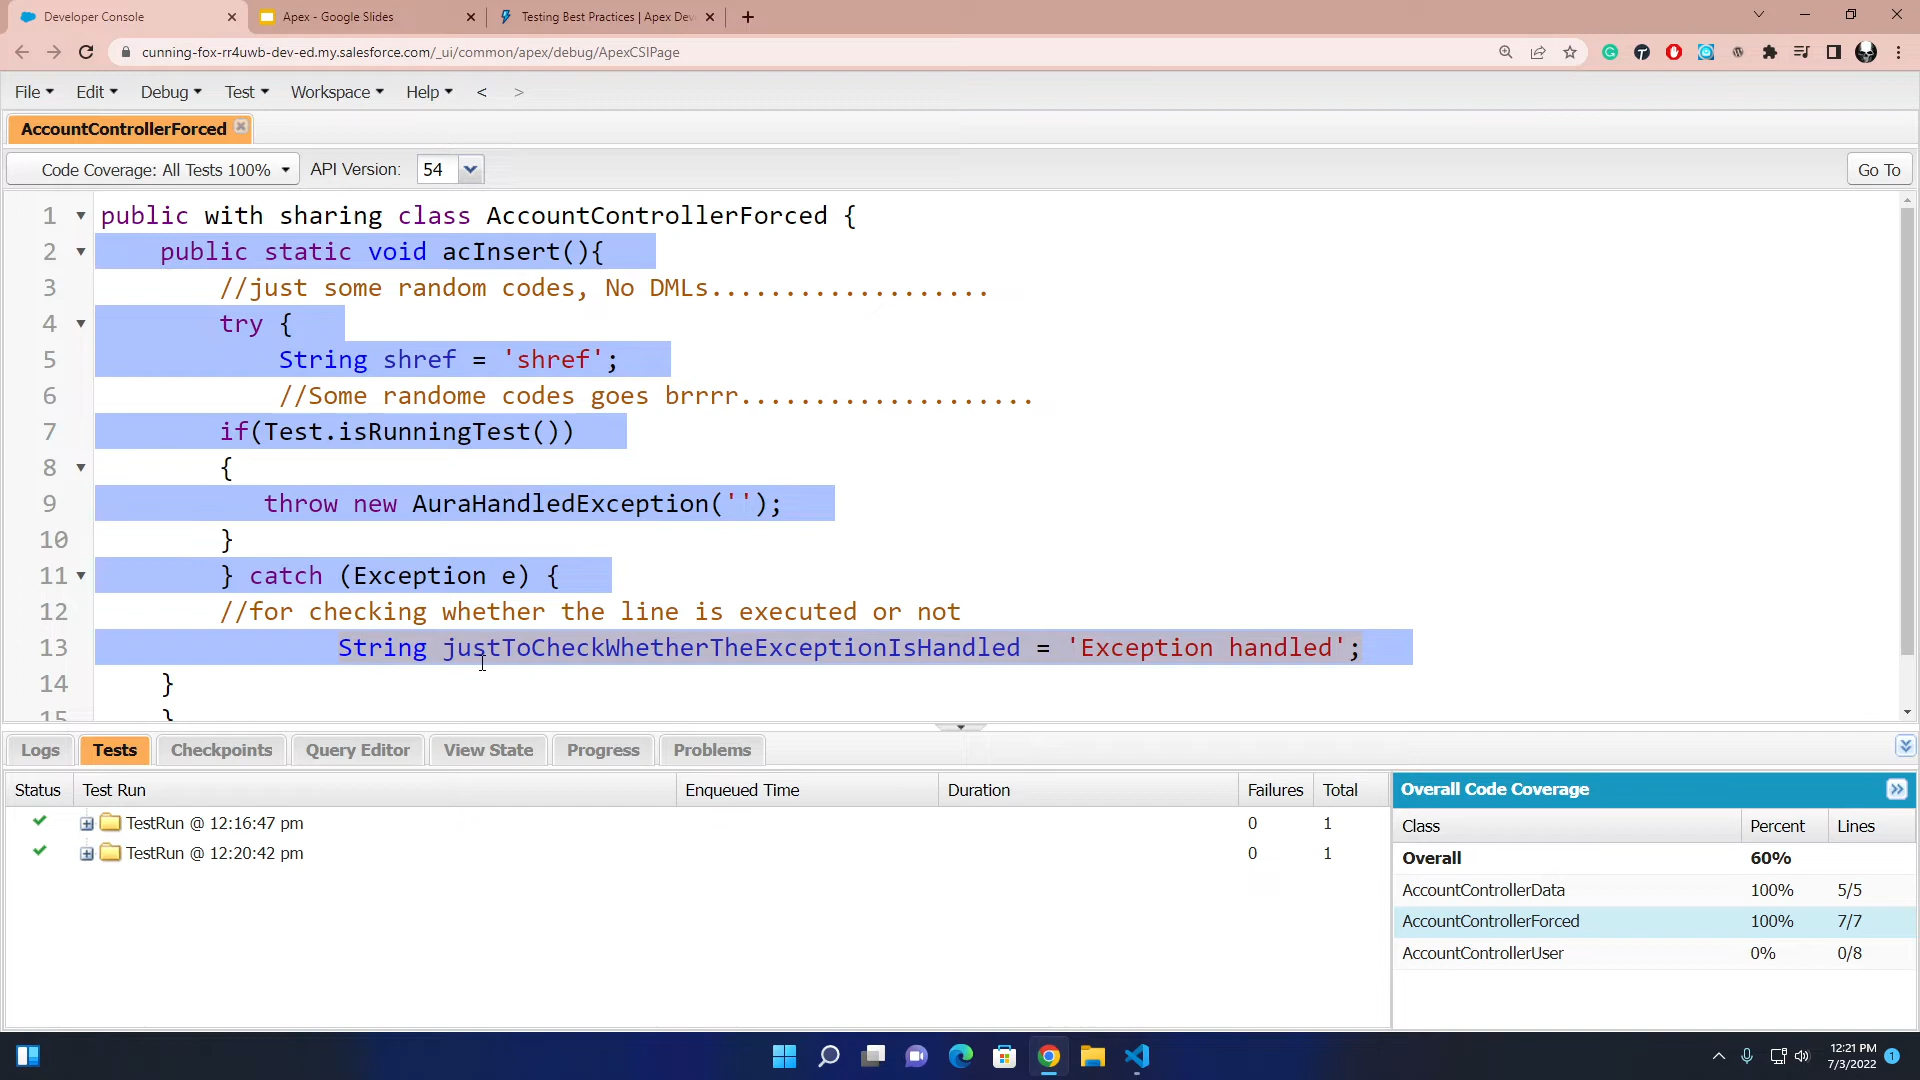 Developer Console
Apex - Google Slides
Testing Best Practices | Apex Dev
cunning-fox-rr4uwb-dev-ed.my.salesforce.com/_ui/common/apex/debug/ApexCSIPage
File Edit Debug Test Workspace Help < >
AccountControllerForced
Code Coverage: All Tests 100% API Version: 54 Go To
1 public with sharing class AccountControllerForced {
2 public static void acInsert(){
3 //just some random codes, No DMLs...................
4 try {
5 String shref = 'shref';
6 //Some randome codes goes brrrr....................
7 if(Test.isRunningTest())
8 {
9 throw new AuraHandledException('');
10 }
11 } catch (Exception e) {
12 //for checking whether the line is executed or not
13 String justToCheckWhetherTheExceptionIsHandled = 'Exception handled';
14 }
15 }
Logs Tests Checkpoints Query Editor View State Progress Problems
Status Test Run Enqueued Time Duration Failures Total
TestRun @ 12:16:47 pm 0 1
TestRun @ 12:20:42 pm 0 1
Overall Code Coverage
Class Percent Lines
Overall 60%
AccountControllerData 100% 5/5
AccountControllerForced 100% 7/7
AccountControllerUser 0% 0/8
12:21 PM
7/3/2022
1